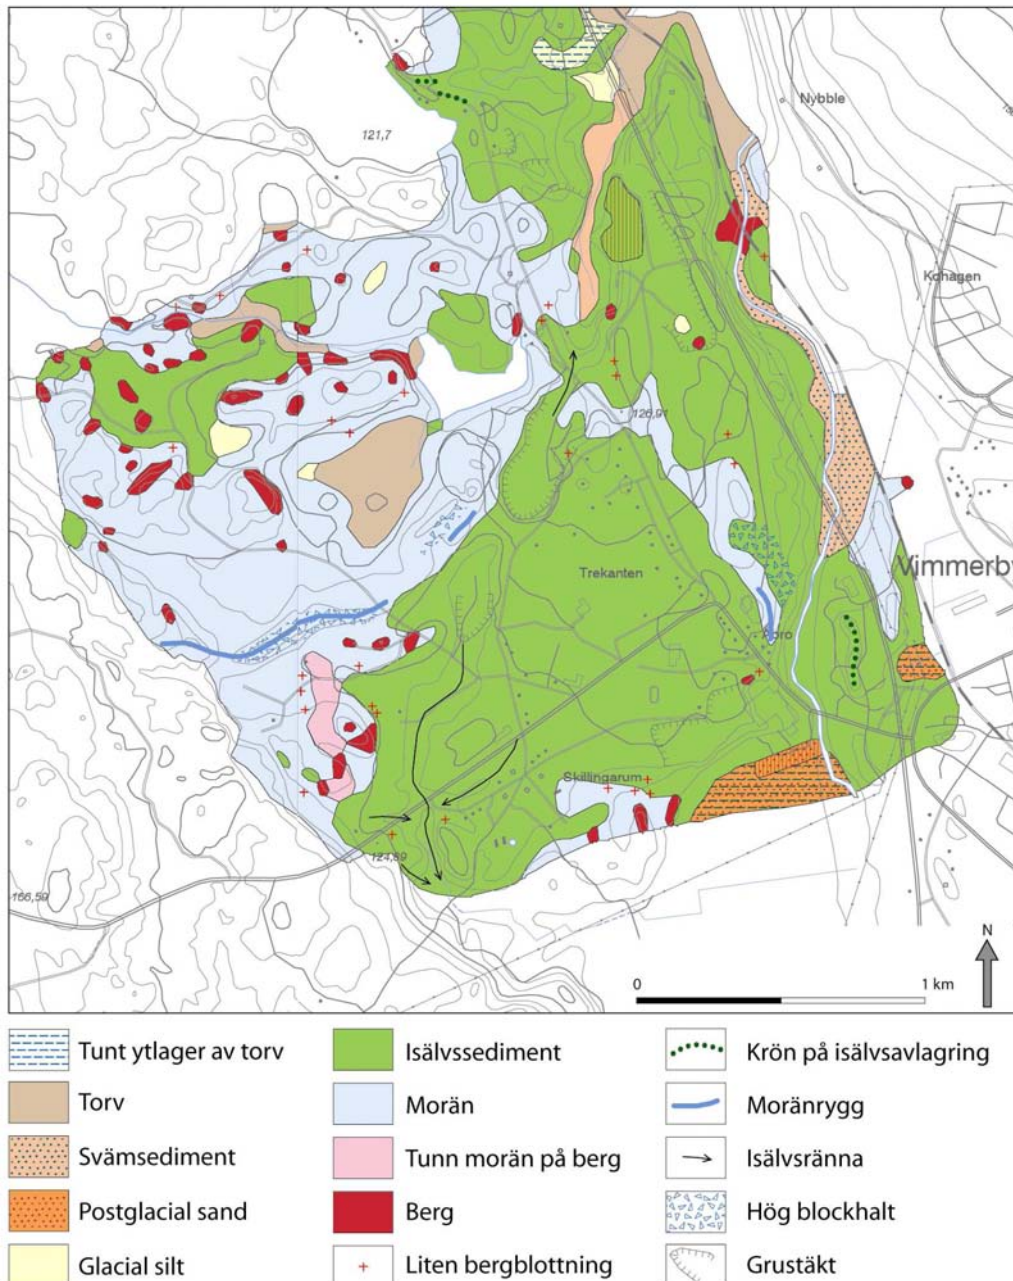 Nybble
121,7
Kohagen
126,91
Trekanten
Vimmerby
Åbro
Skillingarum
124,89
166,59
N
0 1 km
Tunt ytlager av torv
Isälvssediment
Krön på isälvsavlagring
Torv
Morän
Moränrygg
Svämsediment
Tunn morän på berg
Isälvsränna
Postglacial sand
Berg
Hög blockhalt
Glacial silt
Liten bergblottning
Grustäkt